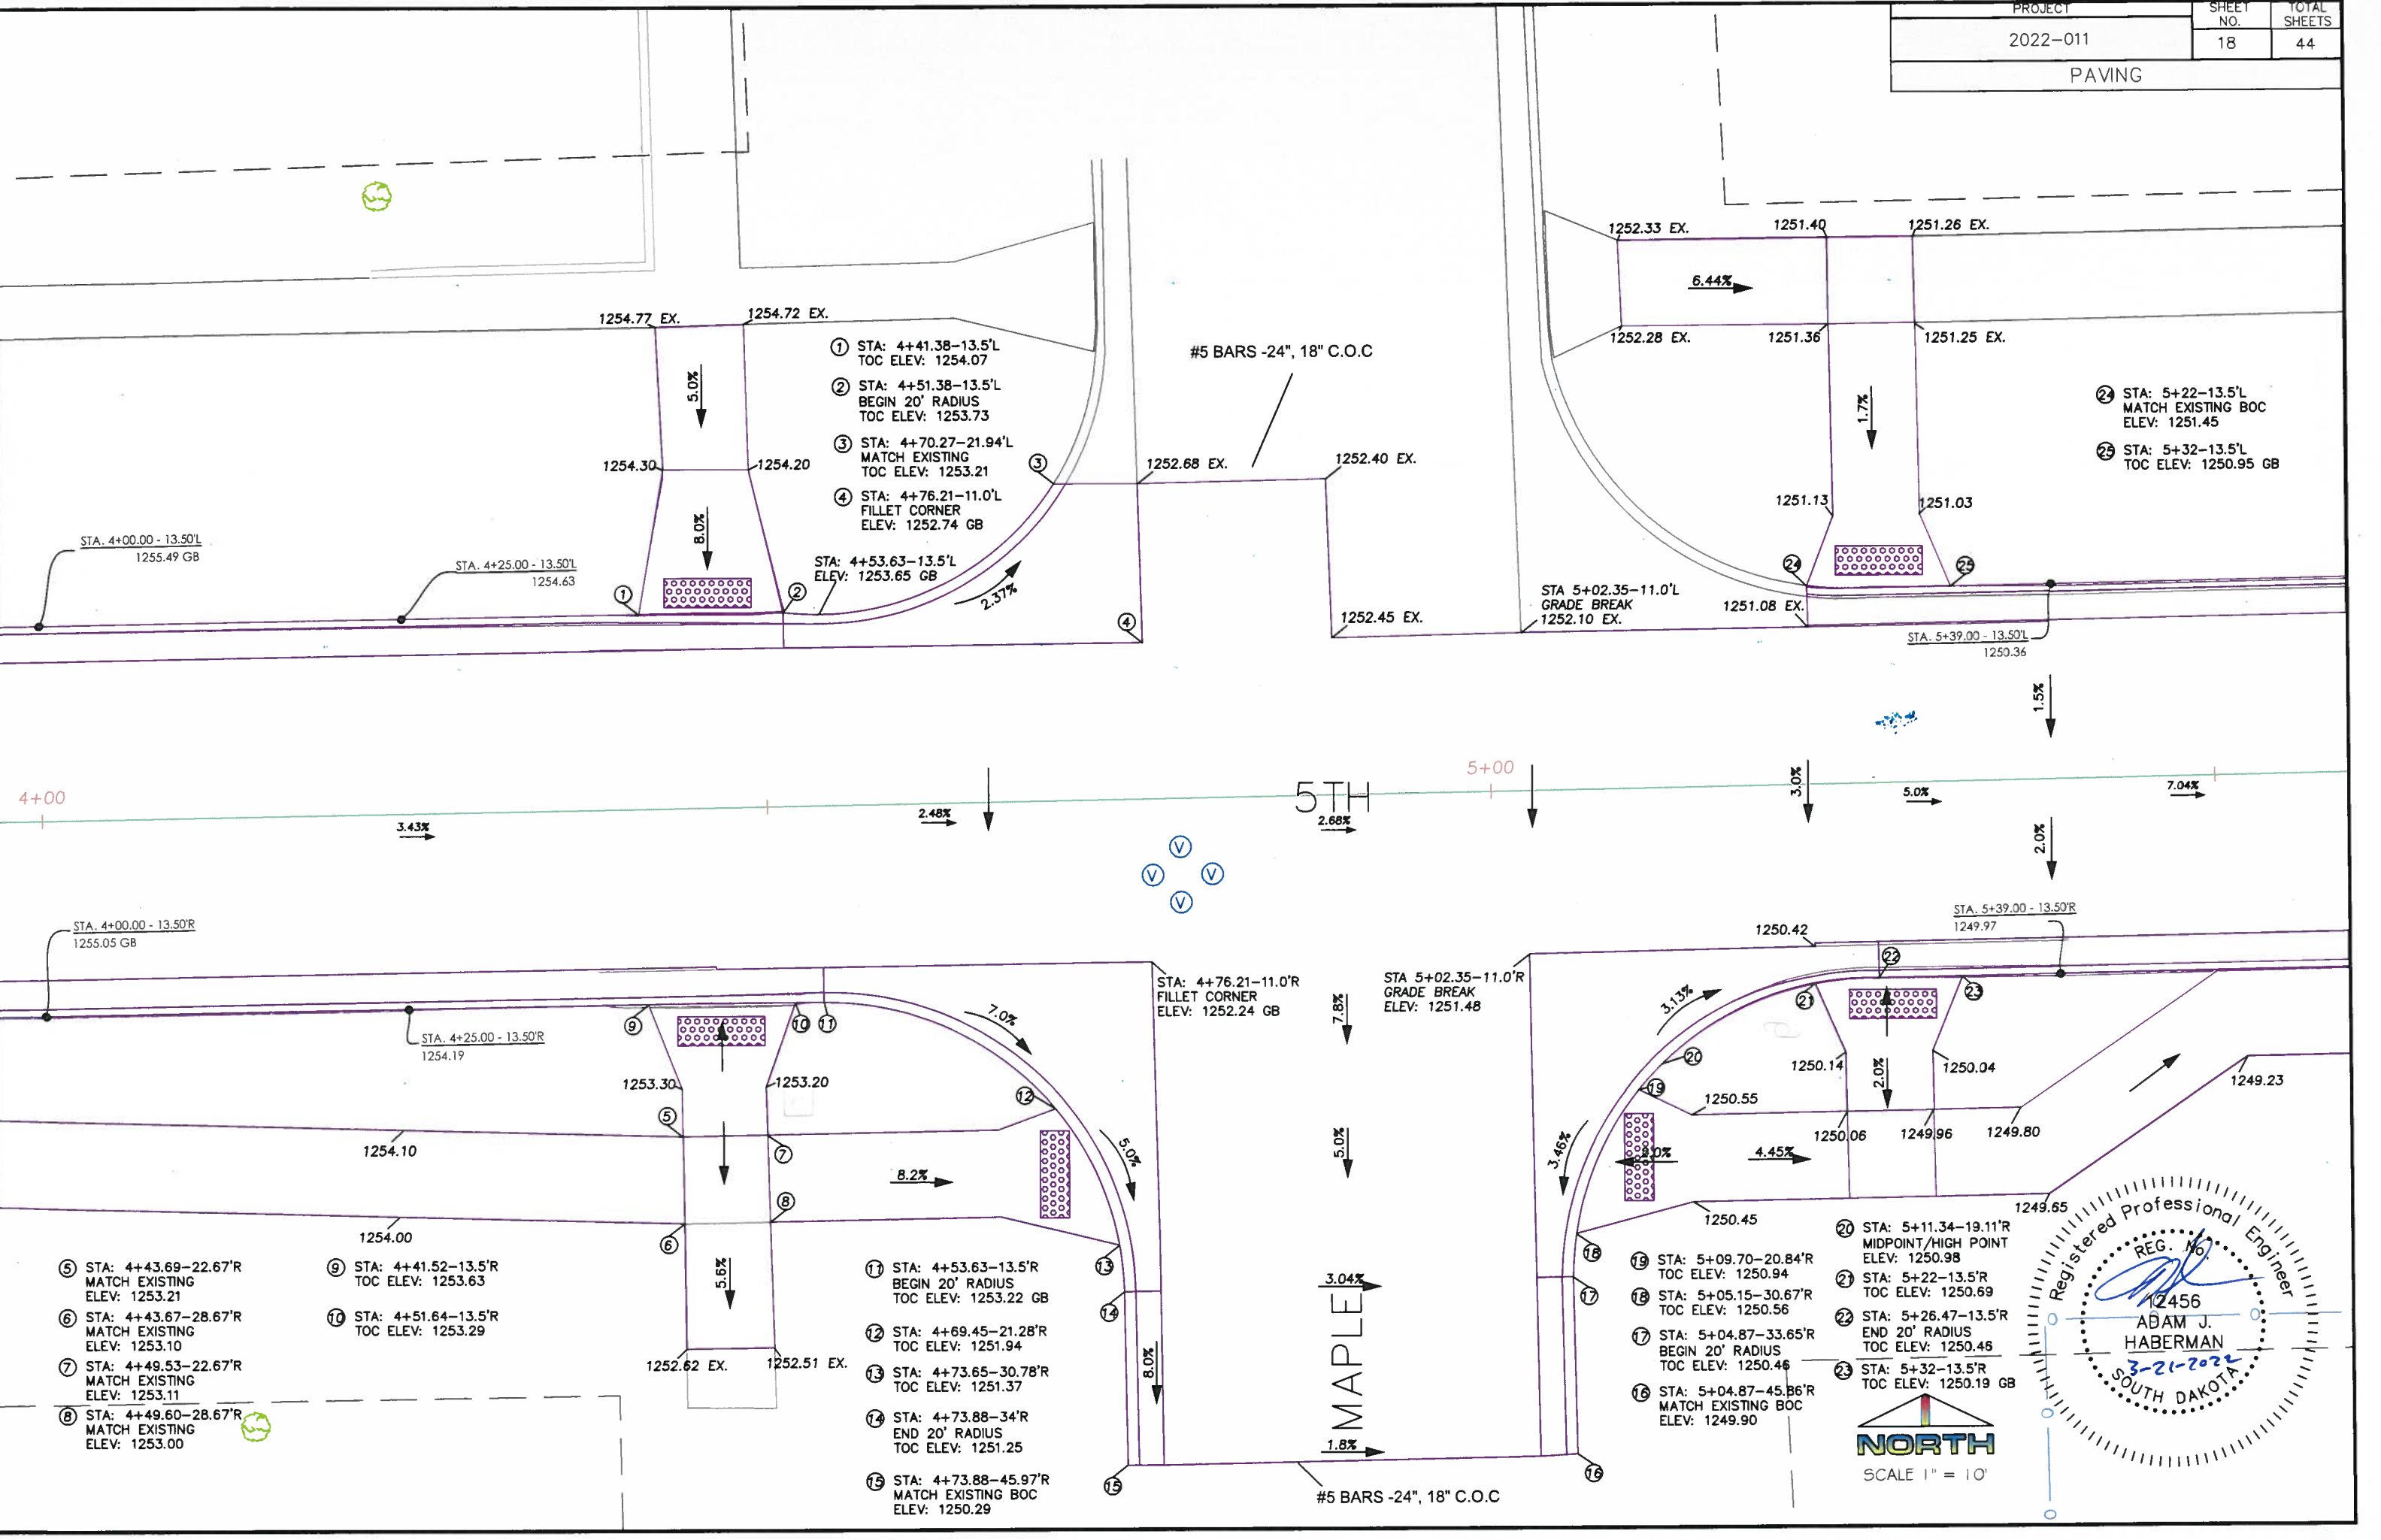 PROJECT
SHEET NO.
TOTAL SHEETS
2022-011
18
44
PAVING
1254.77 EX.
1254.72 EX.
5.0%
1254.30
1254.20
8.0%
① STA: 4+41.38-13.5'L
TOC ELEV: 1254.07
② STA: 4+51.38-13.5'L
BEGIN 20' RADIUS
TOC ELEV: 1253.73
③ STA: 4+70.27-21.94'L
MATCH EXISTING
TOC ELEV: 1253.21
④ STA: 4+76.21-11.0'L
FILLET CORNER
ELEV: 1252.74 GB
STA: 4+53.63-13.5'L
ELEV: 1253.65 GB
2.37%
①
②
③
④
STA. 4+00.00 - 13.50'L
1255.49 GB
STA. 4+25.00 - 13.50'L
1254.63
#5 BARS -24", 18" C.O.C
1252.68 EX.
1252.40 EX.
1252.45 EX.
1252.33 EX.
1251.40
1251.26 EX.
6.44%
1252.28 EX.
1251.36
1251.25 EX.
1.7%
1251.13
1251.03
㉔ STA: 5+22-13.5'L
MATCH EXISTING BOC
ELEV: 1251.45
㉕ STA: 5+32-13.5'L
TOC ELEV: 1250.95 GB
㉔
㉕
STA 5+02.35-11.0'L
GRADE BREAK
1252.10 EX.
1251.08 EX.
STA. 5+39.00 - 13.50'L
1250.36
1.5%
4+00
3.43%
2.48%
5TH
2.68%
5+00
3.0%
5.0%
7.04%
2.0%
V
V
V
V
STA. 4+00.00 - 13.50'R
1255.05 GB
STA. 4+25.00 - 13.50'R
1254.19
⑨
⑩
⑪
1253.30
1253.20
⑤
⑦
⑧
⑥
1254.10
1254.00
8.2%
5.6%
1252.62 EX.
1252.51 EX.
7.0%
5.0%
8.0%
⑫
⑬
⑭
⑮
STA: 4+76.21-11.0'R
FILLET CORNER
ELEV: 1252.24 GB
STA 5+02.35-11.0'R
GRADE BREAK
ELEV: 1251.48
7.8%
5.0%
3.04%
MAPLE
1.8%
#5 BARS -24", 18" C.O.C
1250.42
STA. 5+39.00 - 13.50'R
1249.97
㉒
㉑
㉓
3.13%
3.46%
⑳
⑲
⑱
⑰
⑯
1250.14
1250.04
2.0%
1250.55
1250.06
1249.96
1249.80
1249.23
4.45%
1250.45
1249.65
⑤ STA: 4+43.69-22.67'R
MATCH EXISTING
ELEV: 1253.21
⑥ STA: 4+43.67-28.67'R
MATCH EXISTING
ELEV: 1253.10
⑦ STA: 4+49.53-22.67'R
MATCH EXISTING
ELEV: 1253.11
⑧ STA: 4+49.60-28.67'R
MATCH EXISTING
ELEV: 1253.00
⑨ STA: 4+41.52-13.5'R
TOC ELEV: 1253.63
⑩ STA: 4+51.64-13.5'R
TOC ELEV: 1253.29
⑪ STA: 4+53.63-13.5'R
BEGIN 20' RADIUS
TOC ELEV: 1253.22 GB
⑫ STA: 4+69.45-21.28'R
TOC ELEV: 1251.94
⑬ STA: 4+73.65-30.78'R
TOC ELEV: 1251.37
⑭ STA: 4+73.88-34'R
END 20' RADIUS
TOC ELEV: 1251.25
⑮ STA: 4+73.88-45.97'R
MATCH EXISTING BOC
ELEV: 1250.29
⑲ STA: 5+09.70-20.84'R
TOC ELEV: 1250.94
⑱ STA: 5+05.15-30.67'R
TOC ELEV: 1250.56
⑰ STA: 5+04.87-33.65'R
BEGIN 20' RADIUS
TOC ELEV: 1250.46
⑯ STA: 5+04.87-45.86'R
MATCH EXISTING BOC
ELEV: 1249.90
⑳ STA: 5+11.34-19.11'R
MIDPOINT/HIGH POINT
ELEV: 1250.98
㉑ STA: 5+22-13.5'R
TOC ELEV: 1250.69
㉒ STA: 5+26.47-13.5'R
END 20' RADIUS
TOC ELEV: 1250.46
㉓ STA: 5+32-13.5'R
TOC ELEV: 1250.19 GB
NORTH
SCALE 1" = 10'
Registered Professional Engineer
REG. No.
12456
ADAM J.
HABERMAN
3-21-2022
SOUTH DAKOTA